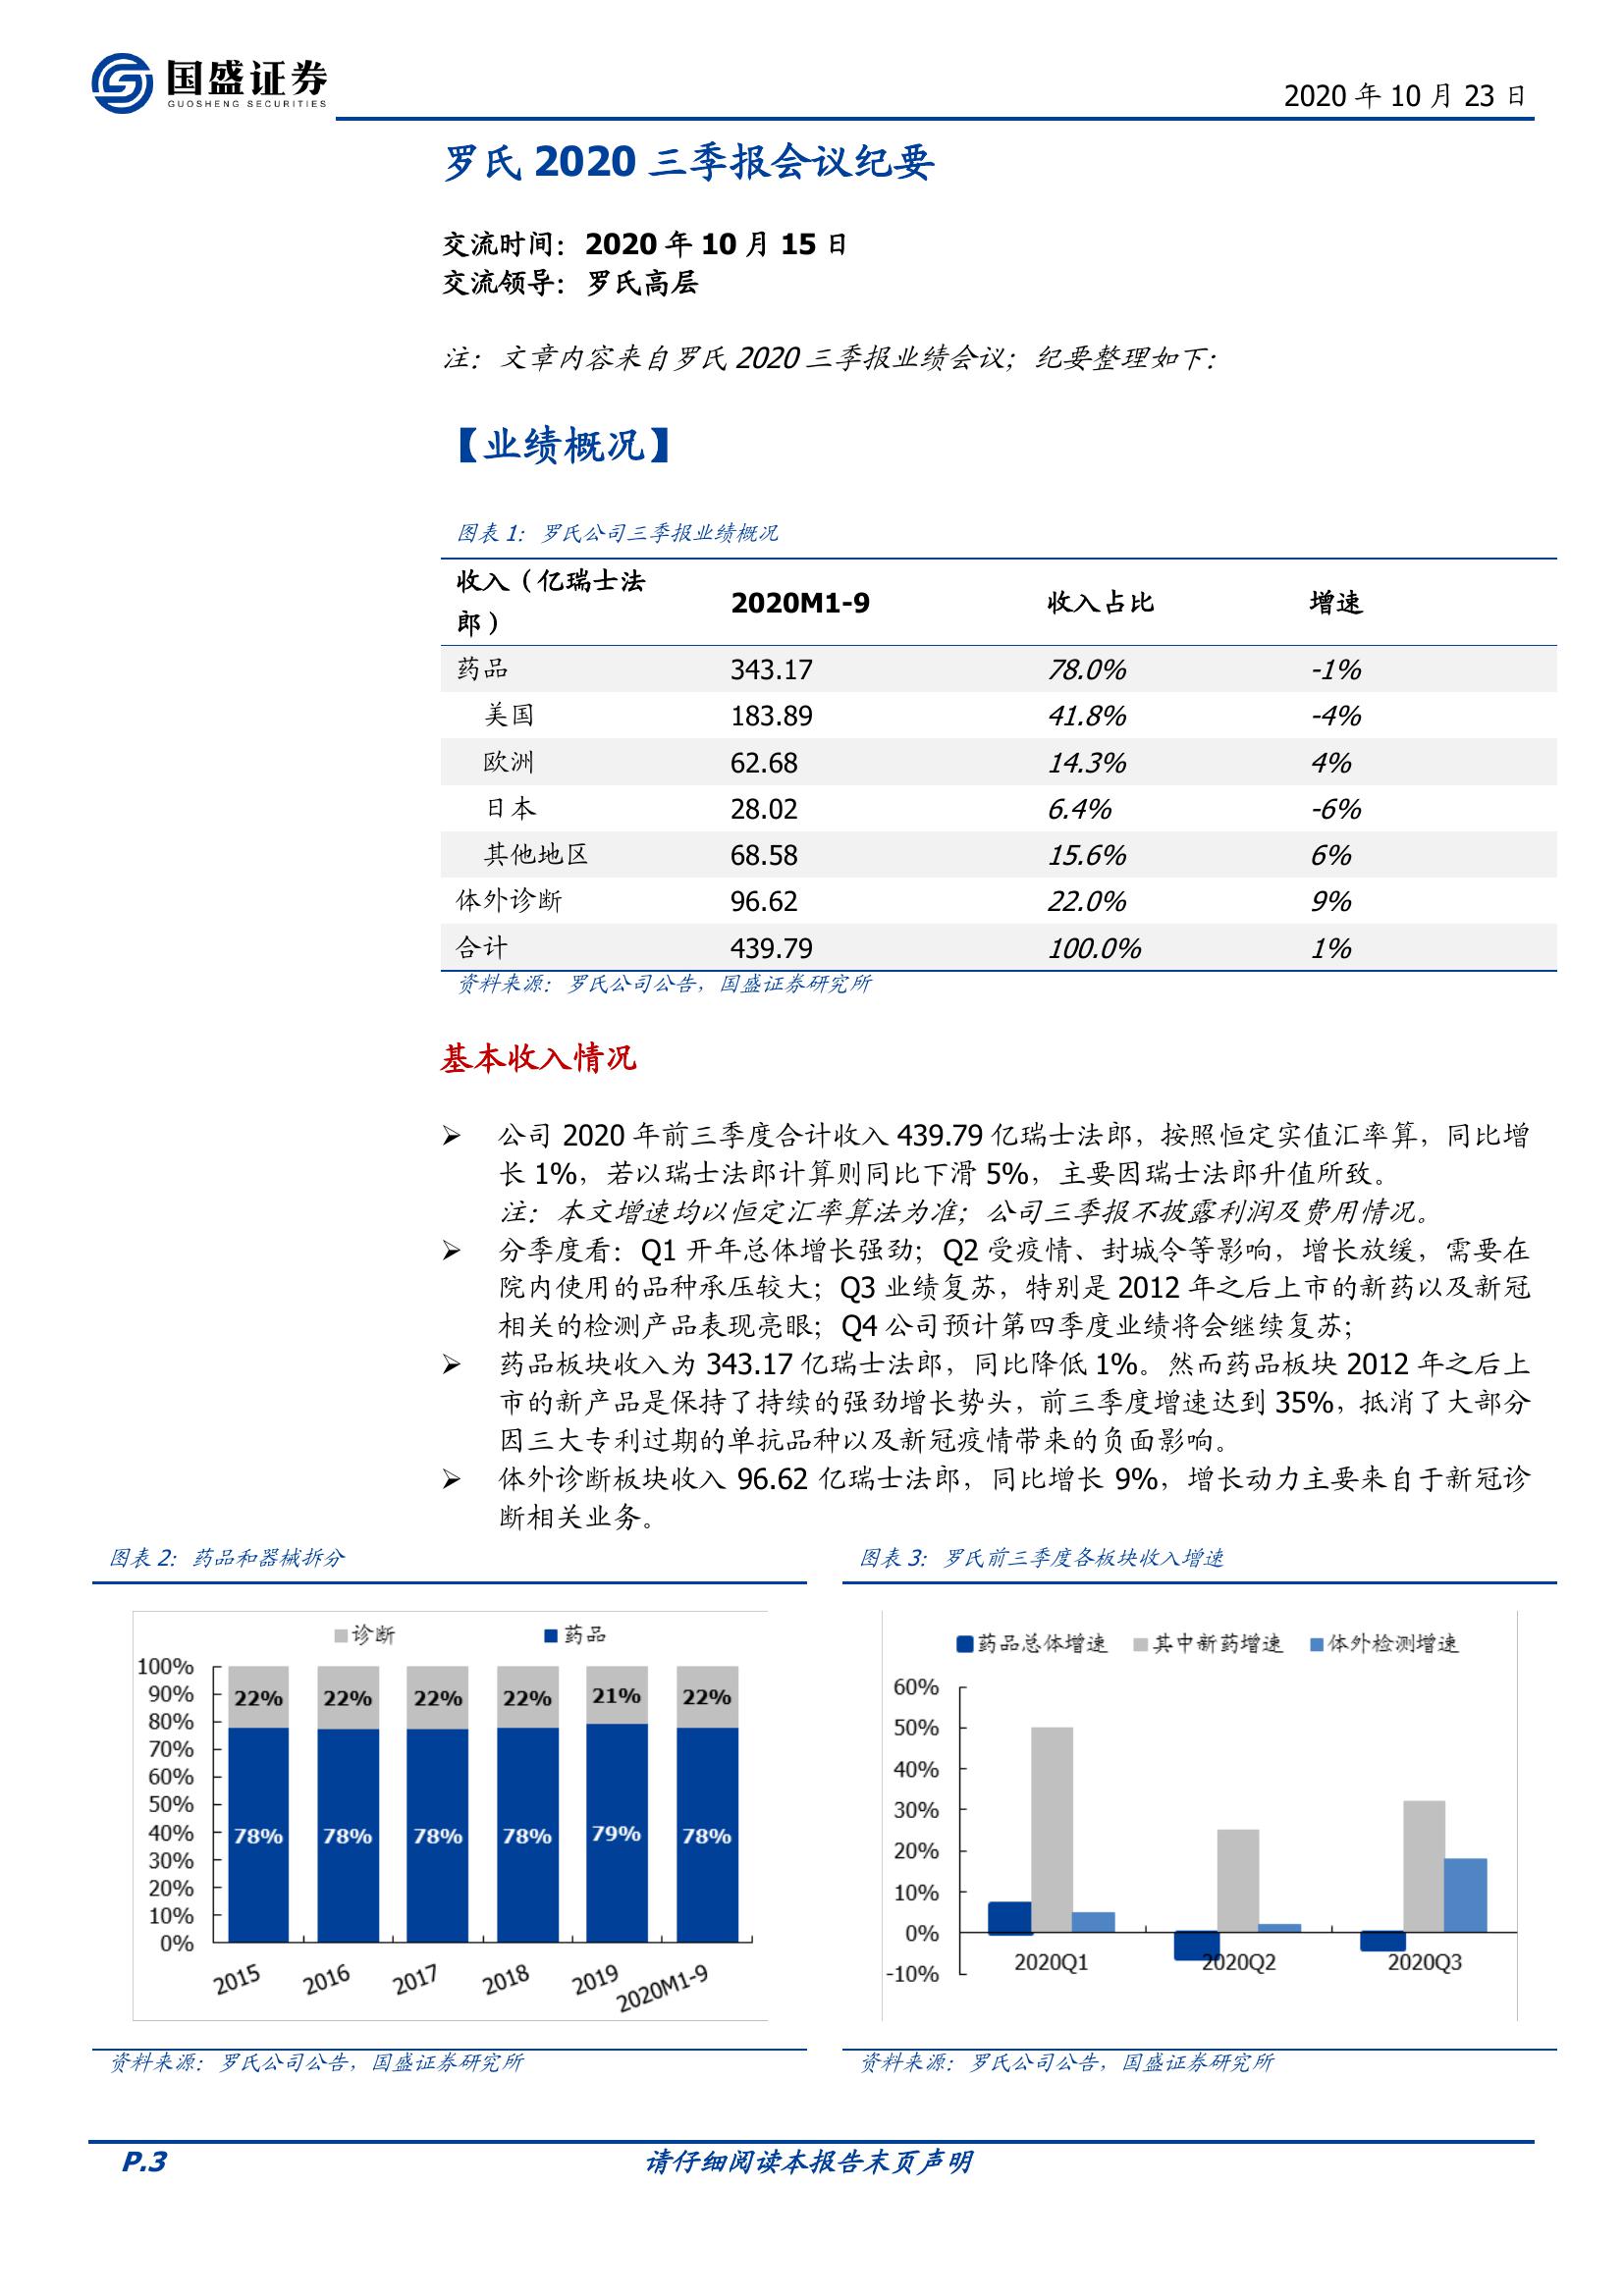 国盛证券
GUOSHENG SECURITIES
2020 年 10 月 23 日
罗氏 2020 三季报会议纪要
交流时间：2020 年 10 月 15 日
交流领导：罗氏高层
注：文章内容来自罗氏 2020 三季报业绩会议；纪要整理如下：
【业绩概况】
图表 1：罗氏公司三季报业绩概况
收入（亿瑞士法
郎）
2020M1-9 收入占比 增速
药品 343.17 78.0% -1%
美国 183.89 41.8% -4%
欧洲 62.68 14.3% 4%
日本 28.02 6.4% -6%
其他地区 68.58 15.6% 6%
体外诊断 96.62 22.0% 9%
合计 439.79 100.0% 1%
资料来源：罗氏公司公告，国盛证券研究所
基本收入情况
➢ 公司 2020 年前三季度合计收入 439.79 亿瑞士法郎，按照恒定实值汇率算，同比增
长 1%，若以瑞士法郎计算则同比下滑 5%，主要因瑞士法郎升值所致。
注：本文增速均以恒定汇率算法为准；公司三季报不披露利润及费用情况。
➢ 分季度看：Q1 开年总体增长强劲；Q2 受疫情、封城令等影响，增长放缓，需要在
院内使用的品种承压较大；Q3 业绩复苏，特别是 2012 年之后上市的新药以及新冠
相关的检测产品表现亮眼；Q4 公司预计第四季度业绩将会继续复苏；
➢ 药品板块收入为 343.17 亿瑞士法郎，同比降低 1%。然而药品板块 2012 年之后上
市的新产品是保持了持续的强劲增长势头，前三季度增速达到 35%，抵消了大部分
因三大专利过期的单抗品种以及新冠疫情带来的负面影响。
➢ 体外诊断板块收入 96.62 亿瑞士法郎，同比增长 9%，增长动力主要来自于新冠诊
断相关业务。
图表 2：药品和器械拆分
诊断 药品
100%
90%
80%
70%
60%
50%
40%
30%
20%
10%
0%
22% 22% 22% 22% 21% 22%
78% 78% 78% 78% 79% 78%
2015 2016 2017 2018 2019 2020M1-9
资料来源：罗氏公司公告，国盛证券研究所
图表 3：罗氏前三季度各板块收入增速
药品总体增速 其中新药增速 体外检测增速
60%
50%
40%
30%
20%
10%
0%
-10%
2020Q1 2020Q2 2020Q3
资料来源：罗氏公司公告，国盛证券研究所
P.3 请仔细阅读本报告末页声明